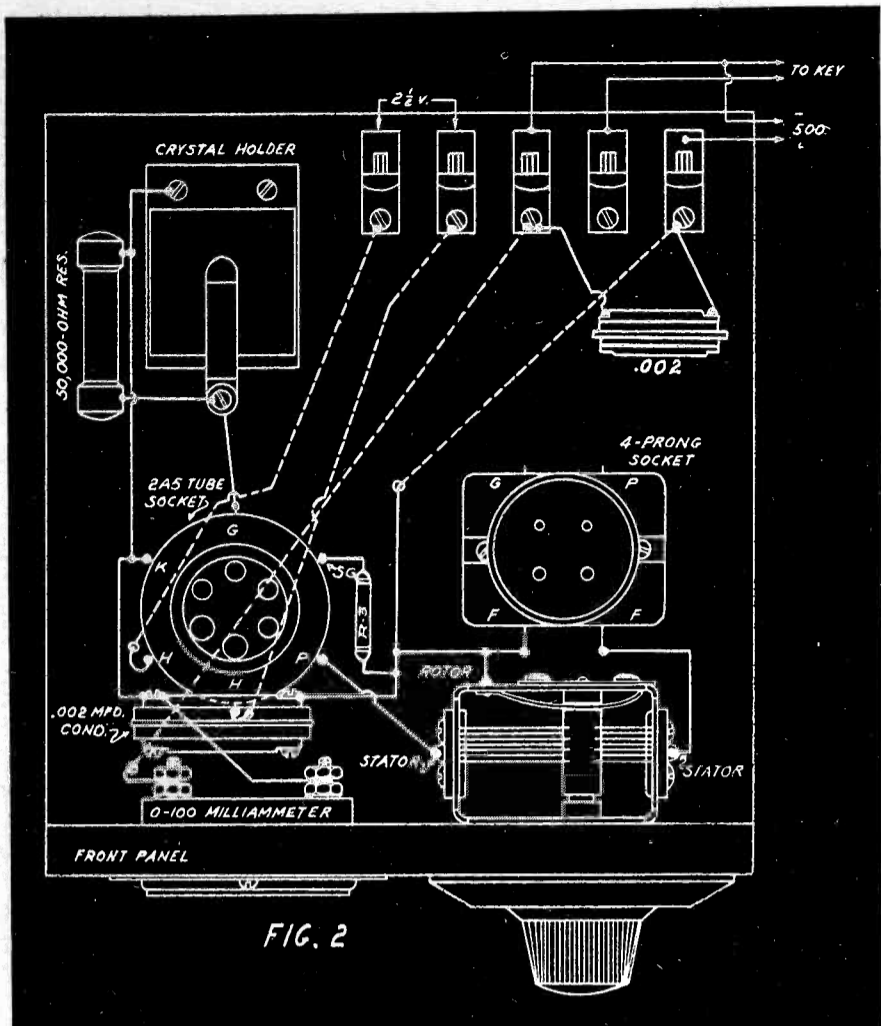 TO KEY
2½ V.
500
CRYSTAL HOLDER
50,000-OHM RES.
.002
4-PRONG
SOCKET
2A5 TUBE
SOCKET
G
P
G
K
SG
R-3
F
F
H
P
H
ROTOR
.002 MFD.
COND.
STATOR
STATOR
0-100 MILLIAMMETER
FRONT PANEL
FIG. 2